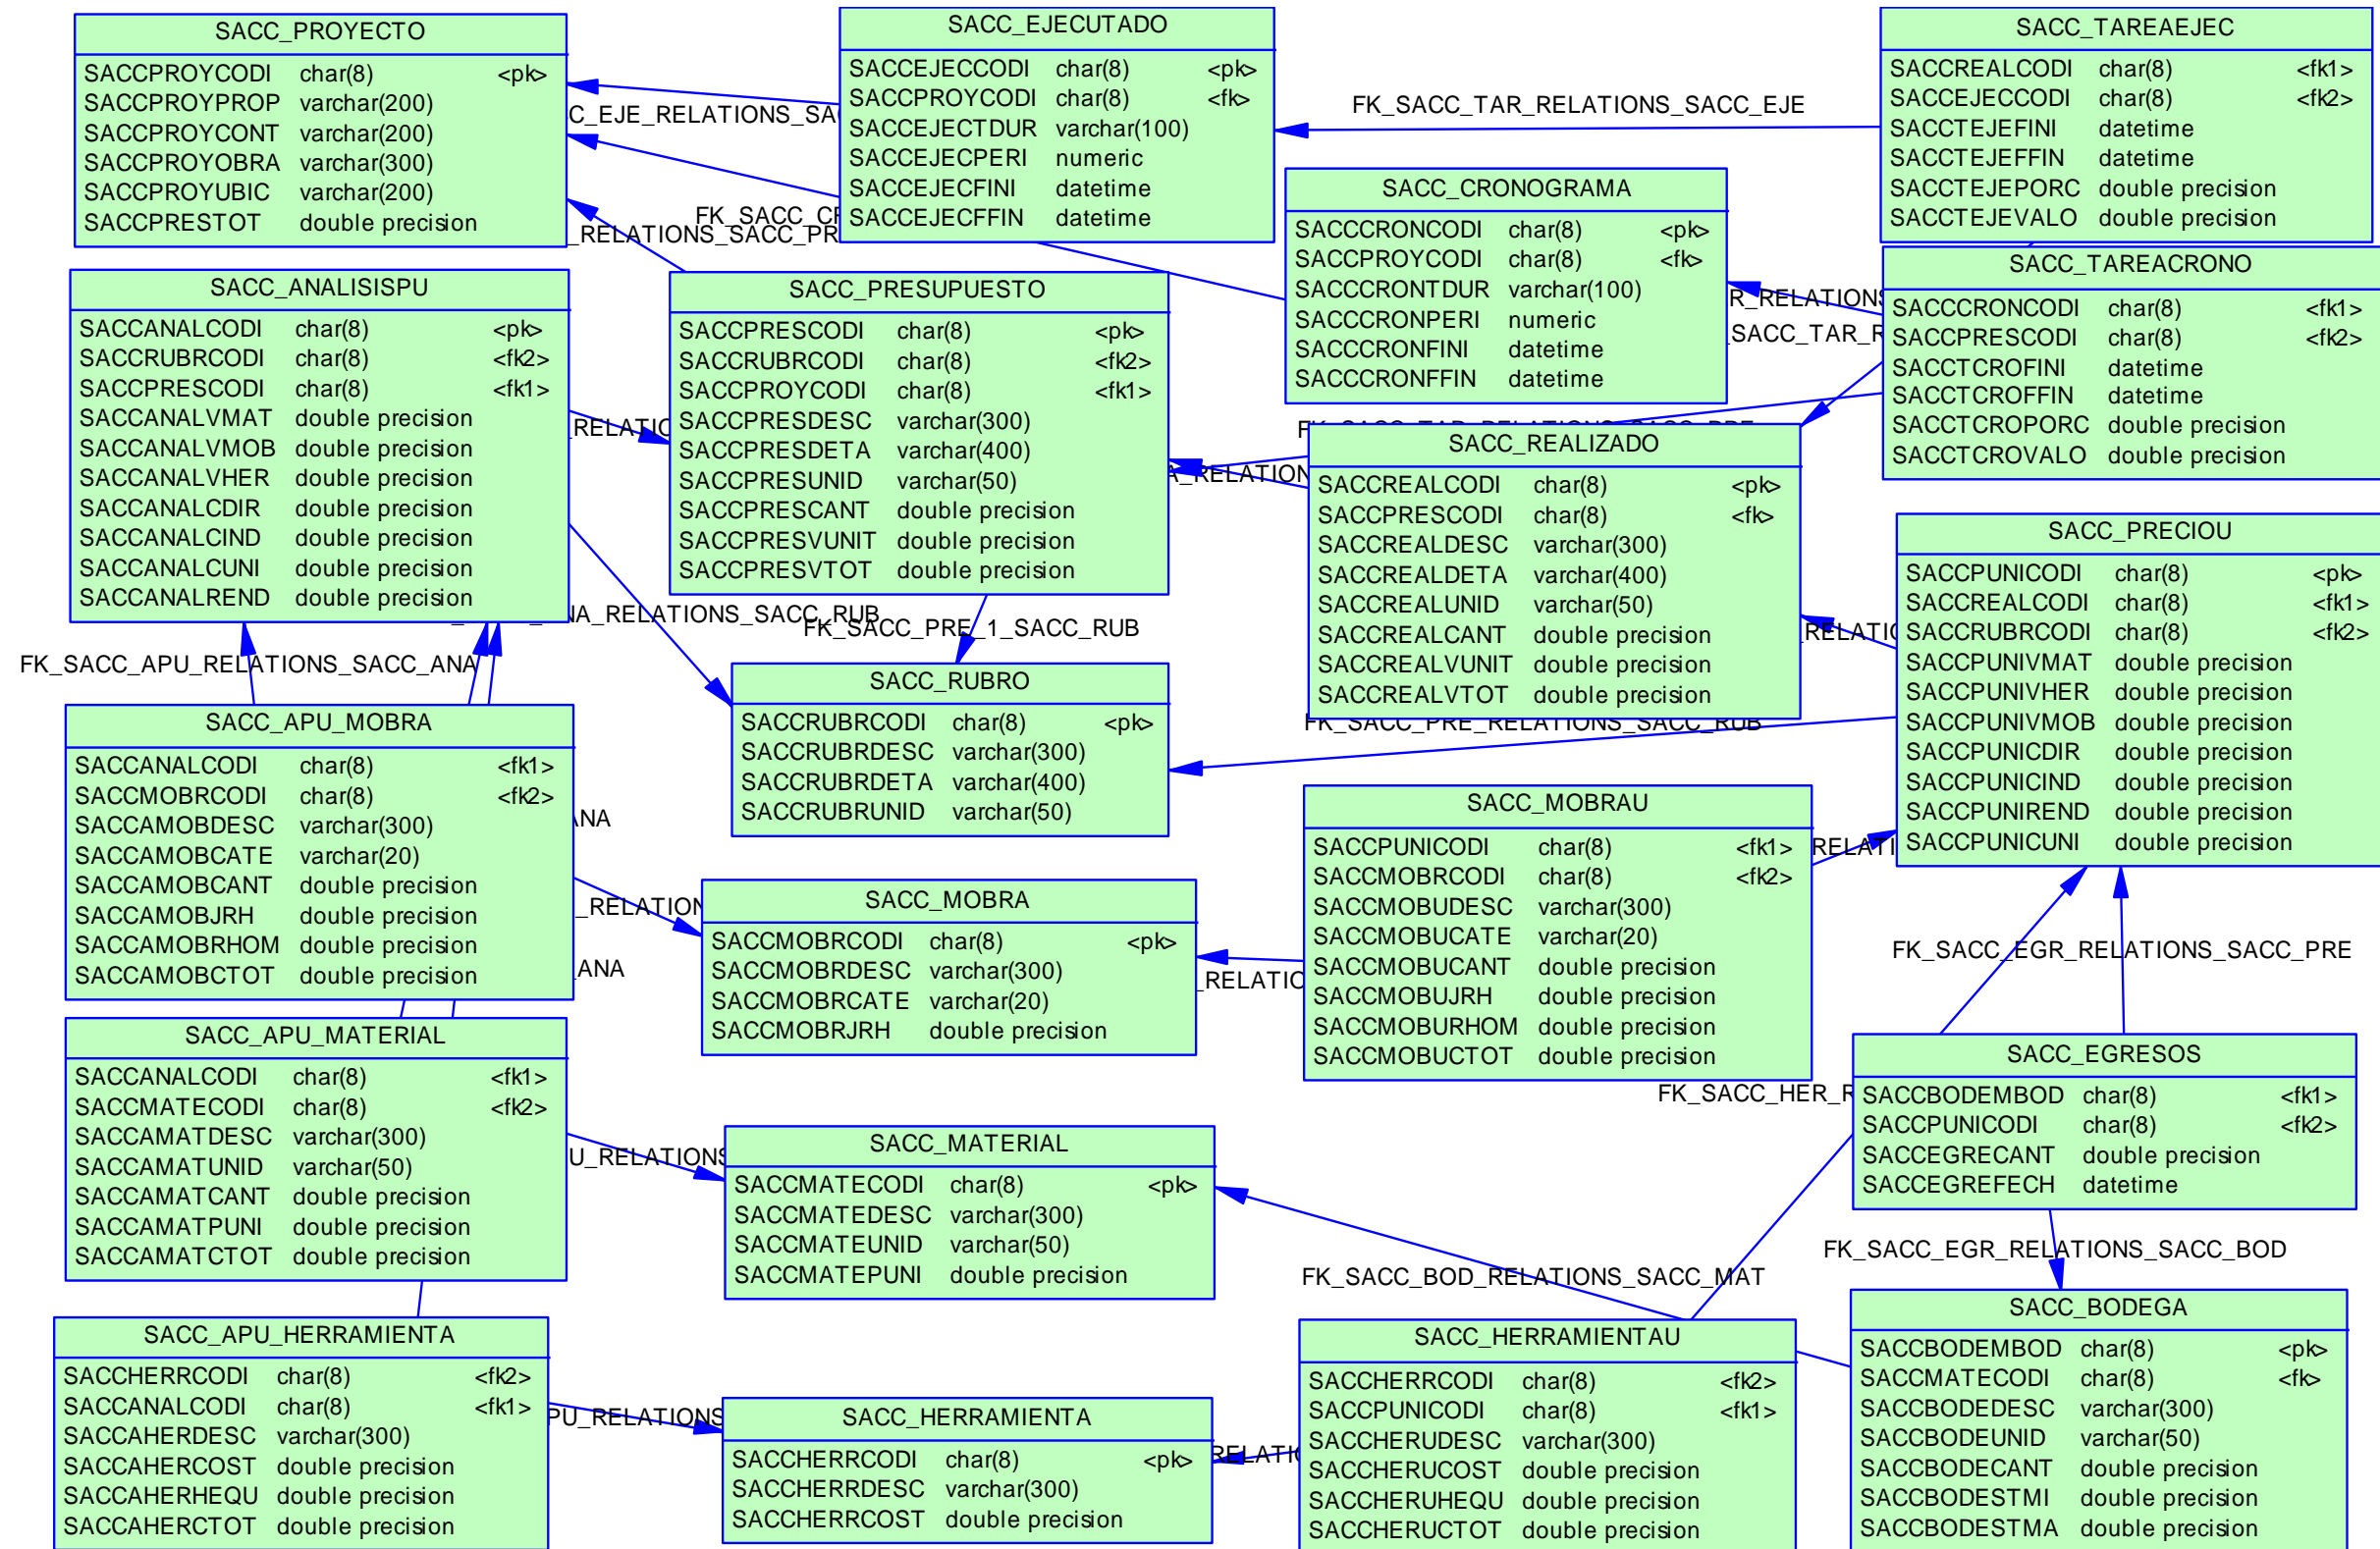 SACC_PROYECTO
SACCPROYCODI char(8) <pk>
SACCPROYPROP varchar(200)
SACCPROYCONT varchar(200)
SACCPROYOBRA varchar(300)
SACCPROYUBIC varchar(200)
SACCPRESTOT double precision
SACC_EJECUTADO
SACCEJECCODI char(8) <pk>
SACCPROYCODI char(8) <fk>
SACCEJECTDUR varchar(100)
SACCEJECPERI numeric
SACCEJECFINI datetime
SACCEJECFFIN datetime
C_EJE_RELATIONS_SA
FK_SACC_TAR_RELATIONS_SACC_EJE
SACC_TAREAEJEC
SACCREALCODI char(8) <fk1>
SACCEJECCODI char(8) <fk2>
SACCTEJEFINI datetime
SACCTEJEFFIN datetime
SACCTEJEPORC double precision
SACCTEJEVALO double precision
FK_SACC_CR
_RELATIONS_SACC_PR
SACC_CRONOGRAMA
SACCCRONCODI char(8) <pk>
SACCPROYCODI char(8) <fk>
SACCCRONTDUR varchar(100)
SACCCRONPERI numeric
SACCCRONFINI datetime
SACCCRONFFIN datetime
R_RELATIONS
SACC_TAR_R
SACC_TAREACRONO
SACCCRONCODI char(8) <fk1>
SACCPRESCODI char(8) <fk2>
SACCTCROFINI datetime
SACCTCROFFIN datetime
SACCTCROPORC double precision
SACCTCROVALO double precision
SACC_ANALISISPU
SACCANALCODI char(8) <pk>
SACCRUBRCODI char(8) <fk2>
SACCPRESCODI char(8) <fk1>
SACCANALVMAT double precision
SACCANALVMOB double precision
SACCANALVHER double precision
SACCANALCDIR double precision
SACCANALCIND double precision
SACCANALCUNI double precision
SACCANALREND double precision
_RELATIO
SACC_PRESUPUESTO
SACCPRESCODI char(8) <pk>
SACCRUBRCODI char(8) <fk2>
SACCPROYCODI char(8) <fk1>
SACCPRESDESC varchar(300)
SACCPRESDETA varchar(400)
SACCPRESUNID varchar(50)
SACCPRESCANT double precision
SACCPRESVUNIT double precision
SACCPRESVTOT double precision
FK_SACC_TAR_RELATIONS_SACC_PRE
A_RELATION
SACC_REALIZADO
SACCREALCODI char(8) <pk>
SACCPRESCODI char(8) <fk>
SACCREALDESC varchar(300)
SACCREALDETA varchar(400)
SACCREALUNID varchar(50)
SACCREALCANT double precision
SACCREALVUNIT double precision
SACCREALVTOT double precision
_RELATIO
SACC_PRECIOU
SACCPUNICODI char(8) <pk>
SACCREALCODI char(8) <fk1>
SACCRUBRCODI char(8) <fk2>
SACCPUNIVMAT double precision
SACCPUNIVHER double precision
SACCPUNIVMOB double precision
SACCPUNICDIR double precision
SACCPUNICIND double precision
SACCPUNIREND double precision
SACCPUNICUNI double precision
NA_RELATIONS_SACC_RUB
FK_SACC_PRE_1_SACC_RUB
FK_SACC_APU_RELATIONS_SACC_ANA
SACC_RUBRO
SACCRUBRCODI char(8) <pk>
SACCRUBRDESC varchar(300)
SACCRUBRDETA varchar(400)
SACCRUBRUNID varchar(50)
FK_SACC_PRE_RELATIONS_SACC_RUB
SACC_APU_MOBRA
SACCANALCODI char(8) <fk1>
SACCMOBRCODI char(8) <fk2>
SACCAMOBDESC varchar(300)
SACCAMOBCATE varchar(20)
SACCAMOBCANT double precision
SACCAMOBJRH double precision
SACCAMOBRHOM double precision
SACCAMOBCTOT double precision
ANA
_RELATION
ANA
SACC_MOBRA
SACCMOBRCODI char(8) <pk>
SACCMOBRDESC varchar(300)
SACCMOBRCATE varchar(20)
SACCMOBRJRH double precision
_RELATIO
SACC_MOBRAU
SACCPUNICODI char(8) <fk1>
SACCMOBRCODI char(8) <fk2>
SACCMOBUDESC varchar(300)
SACCMOBUCATE varchar(20)
SACCMOBUCANT double precision
SACCMOBUJRH double precision
SACCMOBURHOM double precision
SACCMOBUCTOT double precision
RELATI
FK_SACC_EGR_RELATIONS_SACC_PRE
FK_SACC_HER_R
SACC_EGRESOS
SACCBODEMBOD char(8) <fk1>
SACCPUNICODI char(8) <fk2>
SACCEGRECANT double precision
SACCEGREFECH datetime
FK_SACC_EGR_RELATIONS_SACC_BOD
SACC_APU_MATERIAL
SACCANALCODI char(8) <fk1>
SACCMATECODI char(8) <fk2>
SACCAMATDESC varchar(300)
SACCAMATUNID varchar(50)
SACCAMATCANT double precision
SACCAMATPUNI double precision
SACCAMATCTOT double precision
U_RELATIONS
SACC_MATERIAL
SACCMATECODI char(8) <pk>
SACCMATEDESC varchar(300)
SACCMATEUNID varchar(50)
SACCMATEPUNI double precision
FK_SACC_BOD_RELATIONS_SACC_MAT
SACC_APU_HERRAMIENTA
SACCHERRCODI char(8) <fk2>
SACCANALCODI char(8) <fk1>
SACCAHERDESC varchar(300)
SACCAHERCOST double precision
SACCAHERHEQU double precision
SACCAHERCTOT double precision
PU_RELATIONS
SACC_HERRAMIENTA
SACCHERRCODI char(8) <pk>
SACCHERRDESC varchar(300)
SACCHERRCOST double precision
RELATIO
SACC_HERRAMIENTAU
SACCHERRCODI char(8) <fk2>
SACCPUNICODI char(8) <fk1>
SACCHERUDESC varchar(300)
SACCHERUCOST double precision
SACCHERUHEQU double precision
SACCHERUCTOT double precision
SACC_BODEGA
SACCBODEMBOD char(8) <pk>
SACCMATECODI char(8) <fk>
SACCBODEDESC varchar(300)
SACCBODEUNID varchar(50)
SACCBODECANT double precision
SACCBODESTMI double precision
SACCBODESTMA double precision